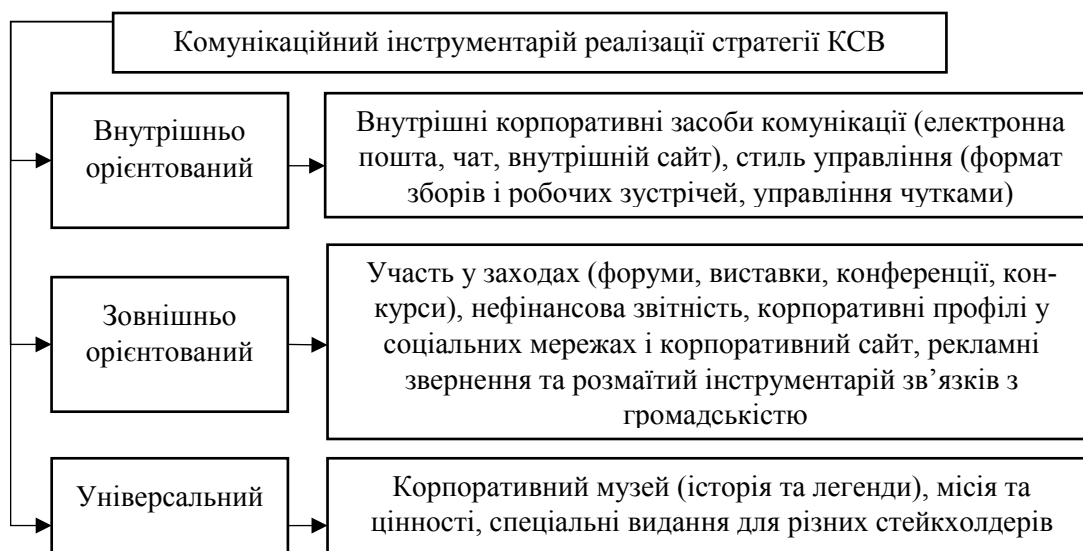 Комунікаційний інструментарій реалізації стратегії КСВ
Внутрішньо
орієнтований
Внутрішні корпоративні засоби комунікації (електронна
пошта, чат, внутрішній сайт), стиль управління (формат
зборів і робочих зустрічей, управління чутками)
Зовнішньо
орієнтований
Участь у заходах (форуми, виставки, конференції, кон-
курси), нефінансова звітність, корпоративні профілі у
соціальних мережах і корпоративний сайт, рекламні
звернення та розмаїтий інструментарій зв’язків з
громадськістю
Універсальний
Корпоративний музей (історія та легенди), місія та
цінності, спеціальні видання для різних стейкхолдерів